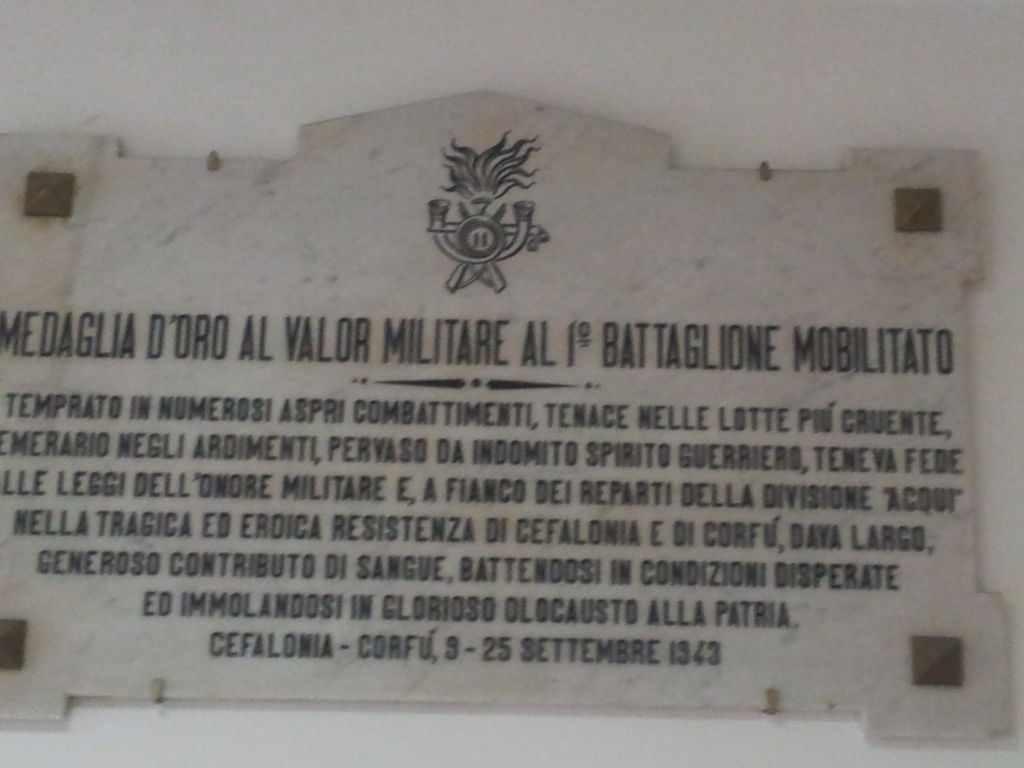 11
MEDAGLIA D'ORO AL VALOR MILITARE AL 1º BATTAGLIONE MOBILITATO
TEMPRATO IN NUMEROSI ASPRI COMBATTIMENTI, TENACE NELLE LOTTE PIÚ CRUENTE,
EMERARIO NEGLI ARDIMENTI, PERVASO DA INDOMITO SPIRITO GUERRIERO, TENEVA FEDE
LLE LEGGI DELL'ONORE MILITARE E, A FIANCO DEI REPARTI DELLA DIVISIONE "ACQUI"
NELLA TRAGICA ED EROICA RESISTENZA DI CEFALONIA E DI CORFÚ, DAVA LARGO,
GENEROSO CONTRIBUTO DI SANGUE, BATTENDOSI IN CONDIZIONI DISPERATE
ED IMMOLANDOSI IN GLORIOSO OLOCAUSTO ALLA PATRIA.
CEFALONIA - CORFÚ, 9 - 25 SETTEMBRE 1943